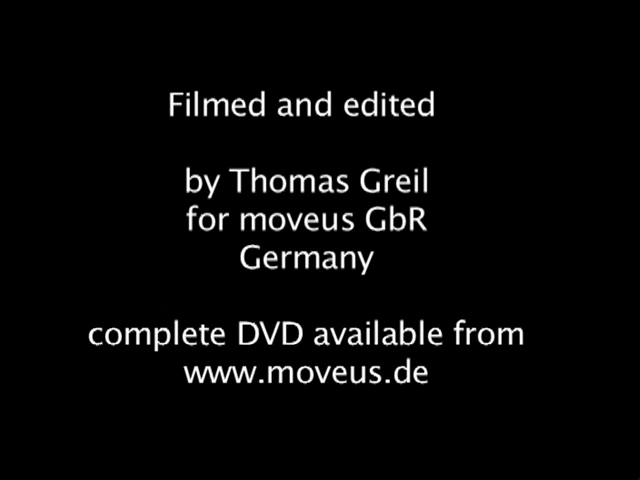 Filmed and edited
by Thomas Greil
for moveus GbR
Germany
complete DVD available from
www.moveus.de